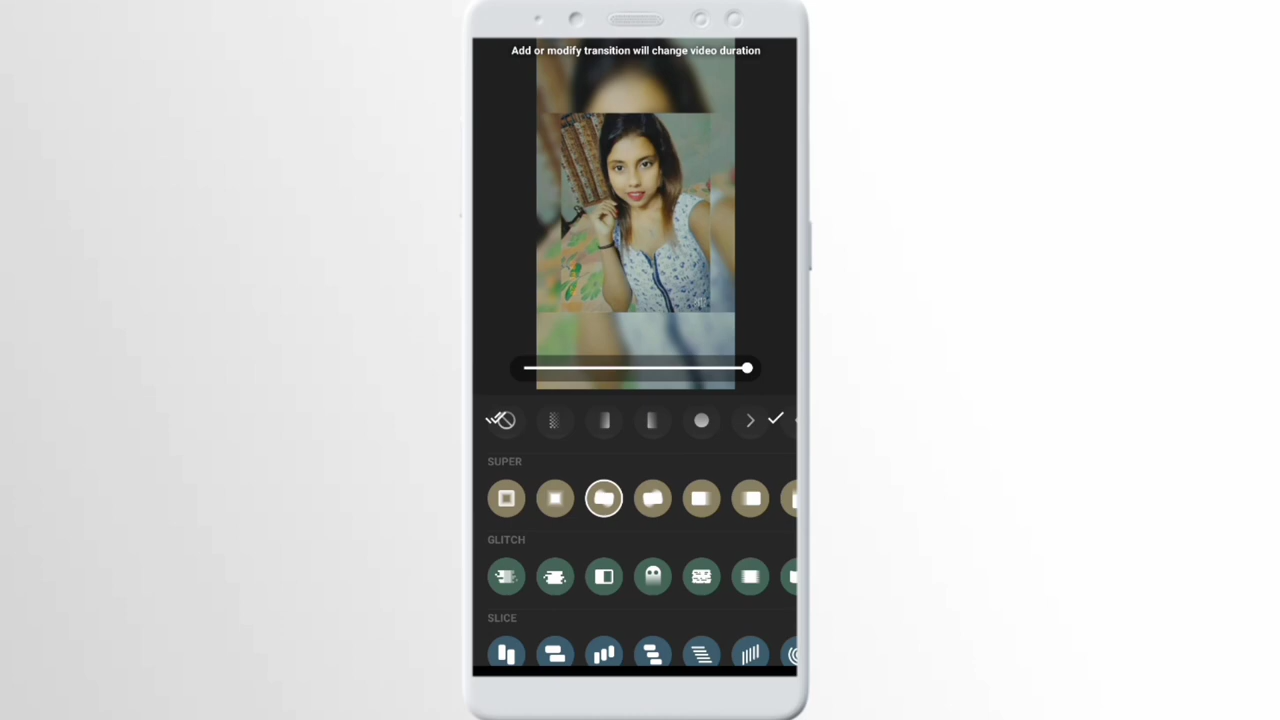 Add or modify transition will change video duration
SUPER
GLITCH
SLICE